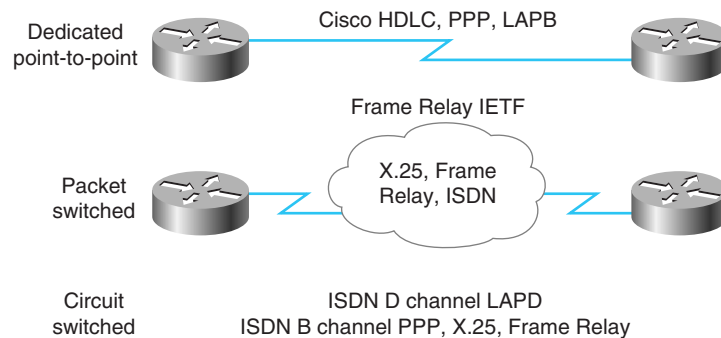 Dedicated
point-to-point
Cisco HDLC, PPP, LAPB
Frame Relay IETF
Packet
switched
X.25, Frame
Relay, ISDN
Circuit
switched
ISDN D channel LAPD
ISDN B channel PPP, X.25, Frame Relay